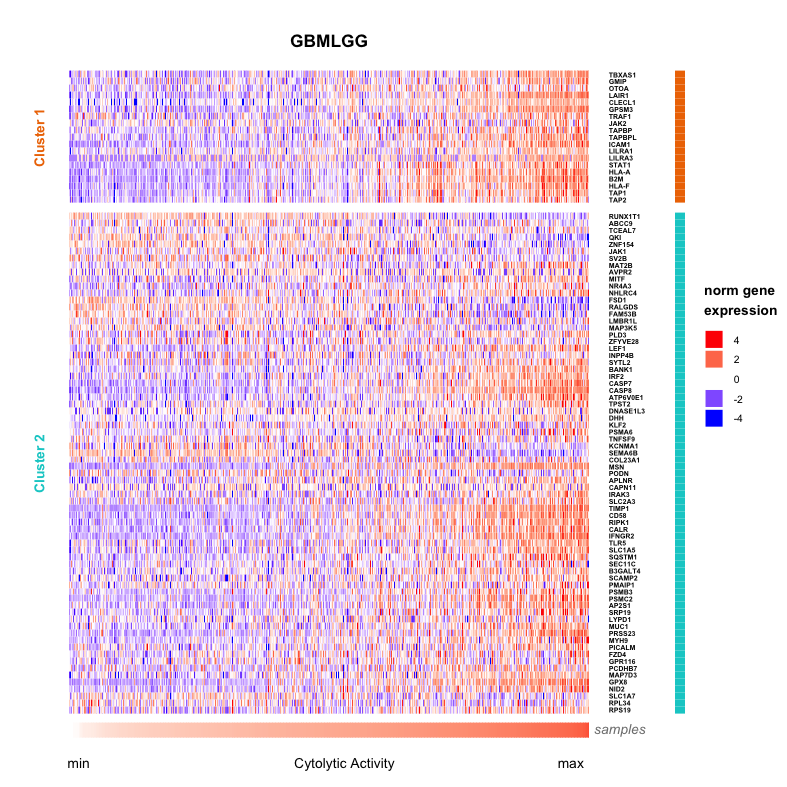 GBMLGG
Cluster 1
TBXAS1
GMIP
OTOA
LAIR1
CLECL1
GPSM3
TRAF1
JAK2
TAPBP
TAPBPL
ICAM1
LILRA1
LILRA3
STAT1
HLA-A
B2M
HLA-F
TAP1
TAP2
Cluster 2
RUNX1T1
ABCC9
TCEAL7
QKI
ZNF154
JAK1
SV2B
MAT2B
AVPR2
MITF
NR4A3
NHLRC4
FSD1
RALGDS
FAM53B
LMBR1L
MAP3K5
PLD3
ZFYVE28
LEF1
INPP4B
SYTL2
BANK1
IRF2
CASP7
CASP8
ATP6V0E1
TPST2
DNASE1L3
DHH
KLF2
PSMA6
TNFSF9
KCNMA1
SEMA6B
COL23A1
MSN
PODN
APLNR
CAPN11
IRAK3
SLC2A3
TIMP1
CD58
RIPK1
CALR
IFNGR2
TLR5
SLC1A5
SQSTM1
SEC11C
B3GALT4
SCAMP2
PMAIP1
PSMB3
PSMC2
AP2S1
SRP19
LYPD1
MUC1
PRSS23
MYH9
PICALM
FZD4
GPR116
PCDHB7
MAP7D3
GPX8
NID2
SLC1A7
RPL34
RPS19
norm gene
expression
4
2
0
-2
-4
samples
min Cytolytic Activity max